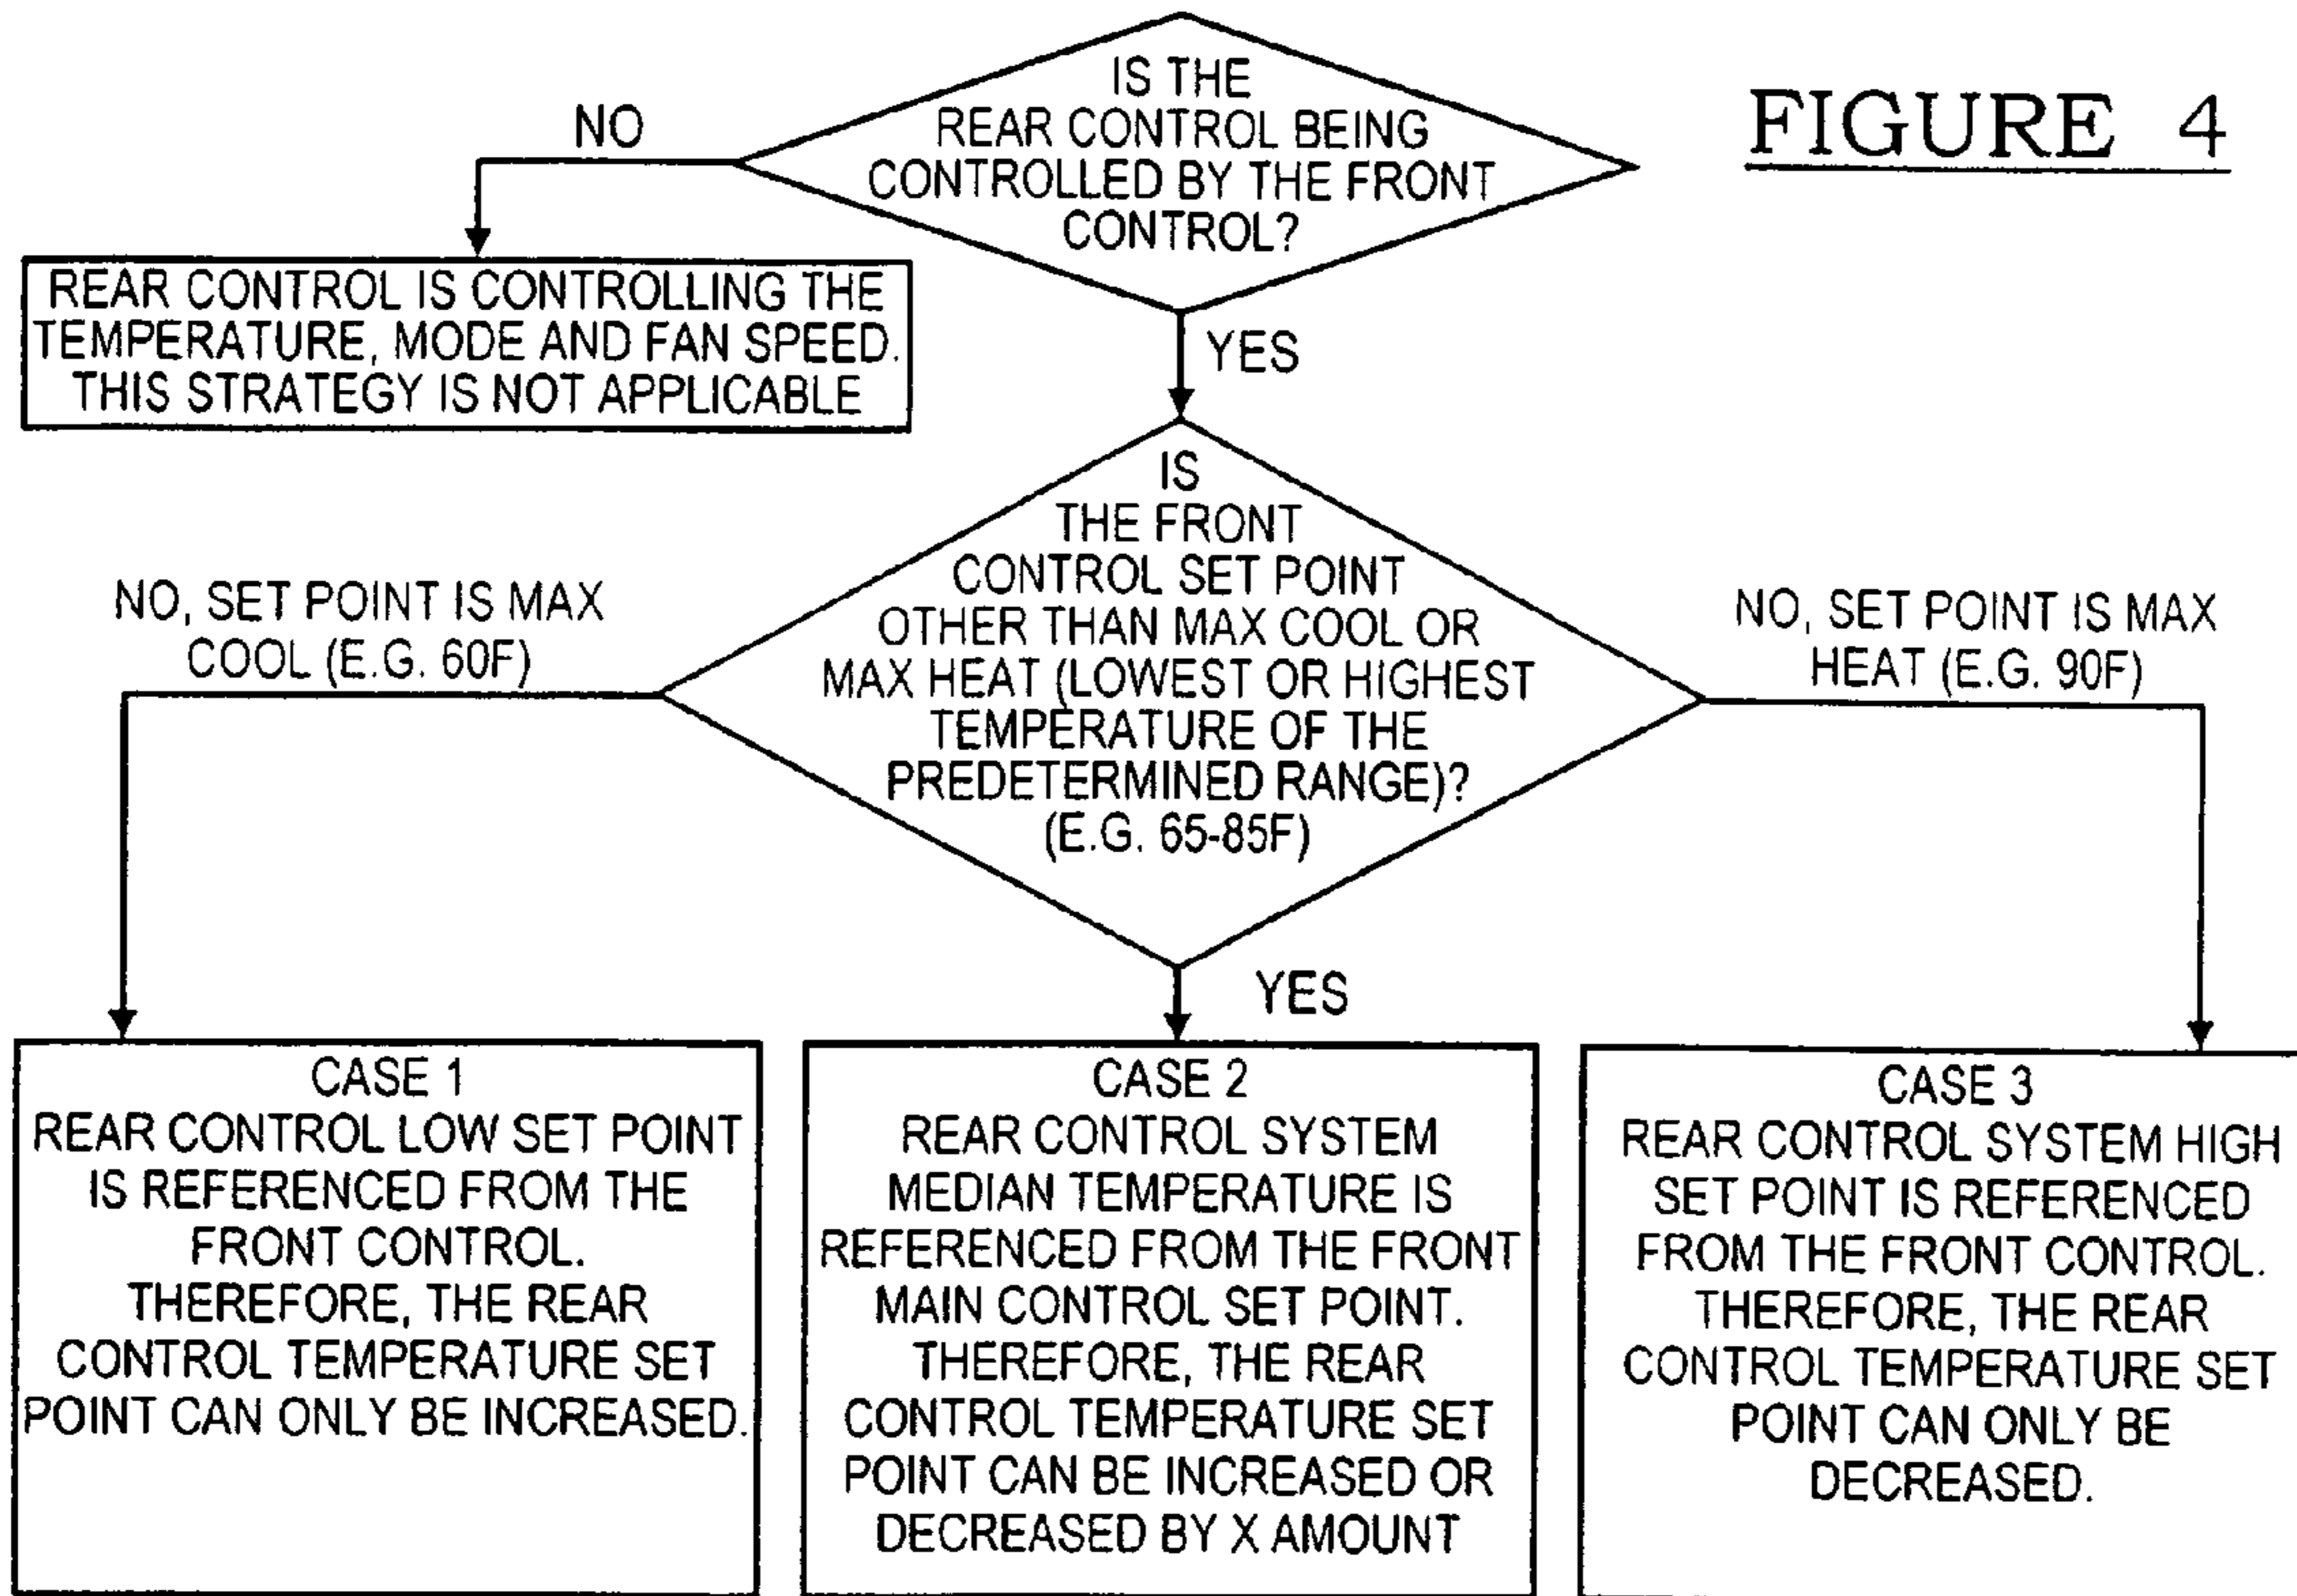 FIGURE 4
IS THE
REAR CONTROL BEING
CONTROLLED BY THE FRONT
CONTROL?
NO
REAR CONTROL IS CONTROLLING THE
TEMPERATURE, MODE AND FAN SPEED.
THIS STRATEGY IS NOT APPLICABLE
YES
IS
THE FRONT
CONTROL SET POINT
OTHER THAN MAX COOL OR
MAX HEAT (LOWEST OR HIGHEST
TEMPERATURE OF THE
PREDETERMINED RANGE)?
(E.G. 65-85F)
NO, SET POINT IS MAX
COOL (E.G. 60F)
NO, SET POINT IS MAX
HEAT (E.G. 90F)
YES
CASE 1
REAR CONTROL LOW SET POINT
IS REFERENCED FROM THE
FRONT CONTROL.
THEREFORE, THE REAR
CONTROL TEMPERATURE SET
POINT CAN ONLY BE INCREASED.
CASE 2
REAR CONTROL SYSTEM
MEDIAN TEMPERATURE IS
REFERENCED FROM THE FRONT
MAIN CONTROL SET POINT.
THEREFORE, THE REAR
CONTROL TEMPERATURE SET
POINT CAN BE INCREASED OR
DECREASED BY X AMOUNT
CASE 3
REAR CONTROL SYSTEM HIGH
SET POINT IS REFERENCED
FROM THE FRONT CONTROL.
THEREFORE, THE REAR
CONTROL TEMPERATURE SET
POINT CAN ONLY BE
DECREASED.